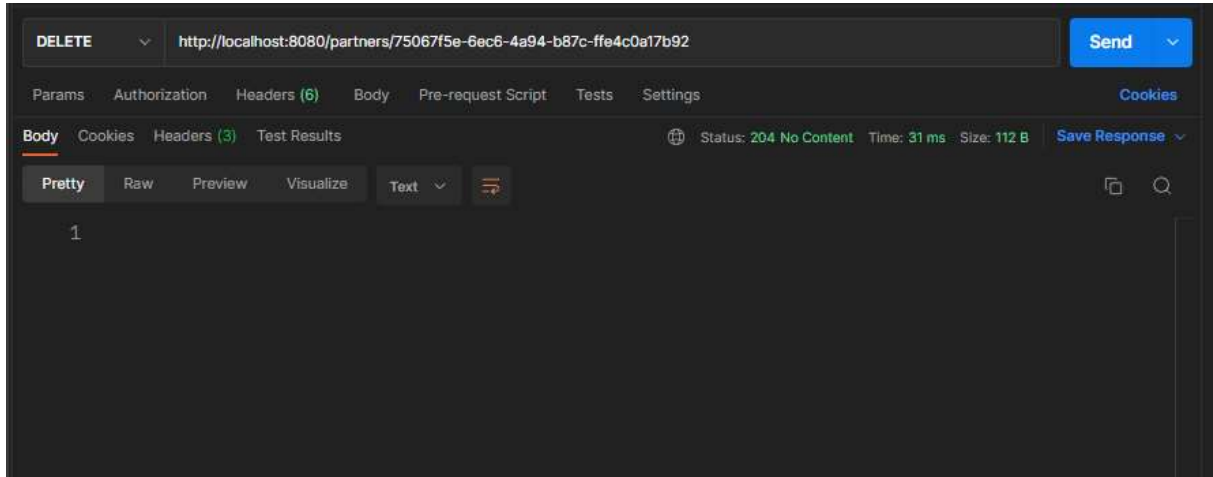 DELETE http://localhost:8080/partners/75067f5e-6ec6-4a94-b87c-ffe4c0a17b92 Send
Params Authorization Headers (6) Body Pre-request Script Tests Settings Cookies
Body Cookies Headers (3) Test Results Status: 204 No Content Time: 31 ms Size: 112 B Save Response
Pretty Raw Preview Visualize Text
1